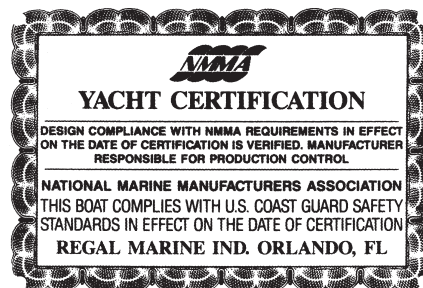 NMMA
YACHT CERTIFICATION
DESIGN COMPLIANCE WITH NMMA REQUIREMENTS IN EFFECT
ON THE DATE OF CERTIFICATION IS VERIFIED. MANUFACTURER
RESPONSIBLE FOR PRODUCTION CONTROL
NATIONAL MARINE MANUFACTURERS ASSOCIATION
THIS BOAT COMPLIES WITH U.S. COAST GUARD SAFETY
STANDARDS IN EFFECT ON THE DATE OF CERTIFICATION
REGAL MARINE IND. ORLANDO, FL